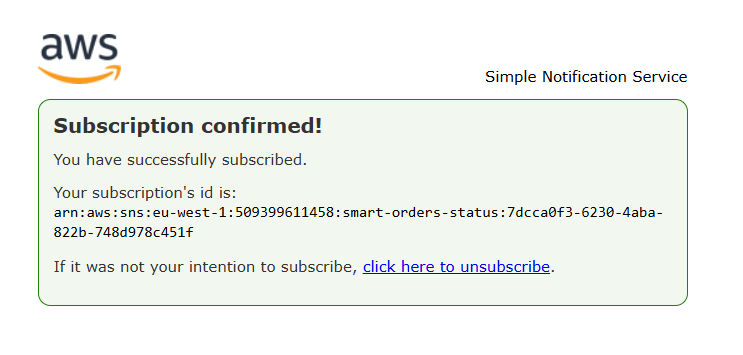 aws
Simple Notification Service
Subscription confirmed!
You have successfully subscribed.
Your subscription's id is:
arn:aws:sns:eu-west-1:509399611458:smart-orders-status:7dcca0f3-6230-4aba-
822b-748d978c451f
If it was not your intention to subscribe, click here to unsubscribe.